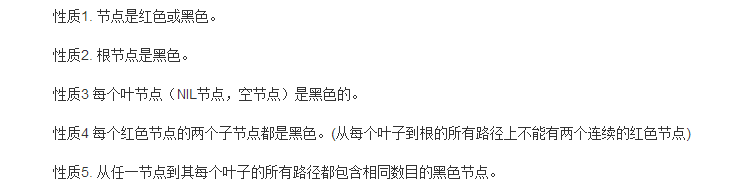 性质1. 节点是红色或黑色。
性质2. 根节点是黑色。
性质3 每个叶节点（NIL节点，空节点）是黑色的。
性质4 每个红色节点的两个子节点都是黑色。(从每个叶子到根的所有路径上不能有两个连续的红色节点)
性质5. 从任一节点到其每个叶子的所有路径都包含相同数目的黑色节点。